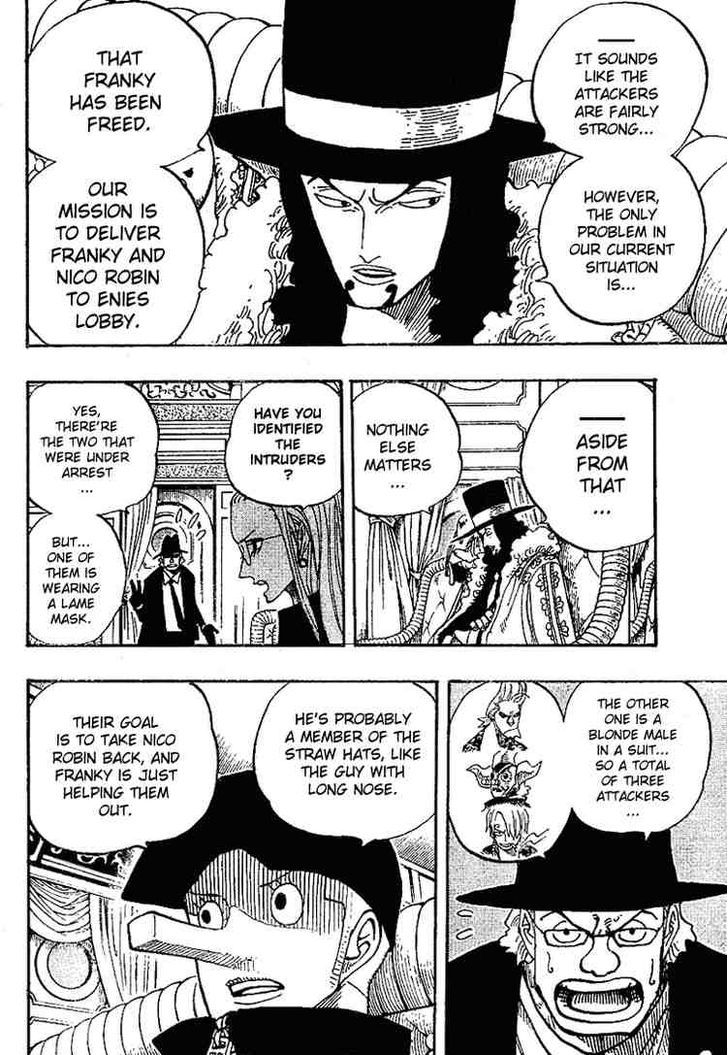 IT SOUNDS
LIKE THE
ATTACKERS
ARE FAIRLY
STRONG...
HOWEVER,
THE ONLY
PROBLEM IN
OUR CURRENT
SITUATION
IS...
THAT
FRANKY
HAS BEEN
FREED.
OUR
MISSION IS
TO DELIVER
FRANKY AND
NICO ROBIN
TO ENIES
LOBBY.
ASIDE
FROM
THAT
...
NOTHING
ELSE
MATTERS
...
HAVE YOU
IDENTIFIED
THE
INTRUDERS
?
YES,
THERE'RE
THE TWO THAT
WERE UNDER
ARREST
...
BUT...
ONE OF
THEM IS
WEARING
A LAME
MASK.
THE OTHER
ONE IS A
BLONDE MALE
IN A SUIT...
SO A TOTAL
OF THREE
ATTACKERS
...
HE'S PROBABLY
A MEMBER OF THE
STRAW HATS, LIKE
THE GUY WITH
LONG NOSE.
THEIR GOAL
IS TO TAKE NICO
ROBIN BACK, AND
FRANKY IS JUST
HELPING THEM
OUT.